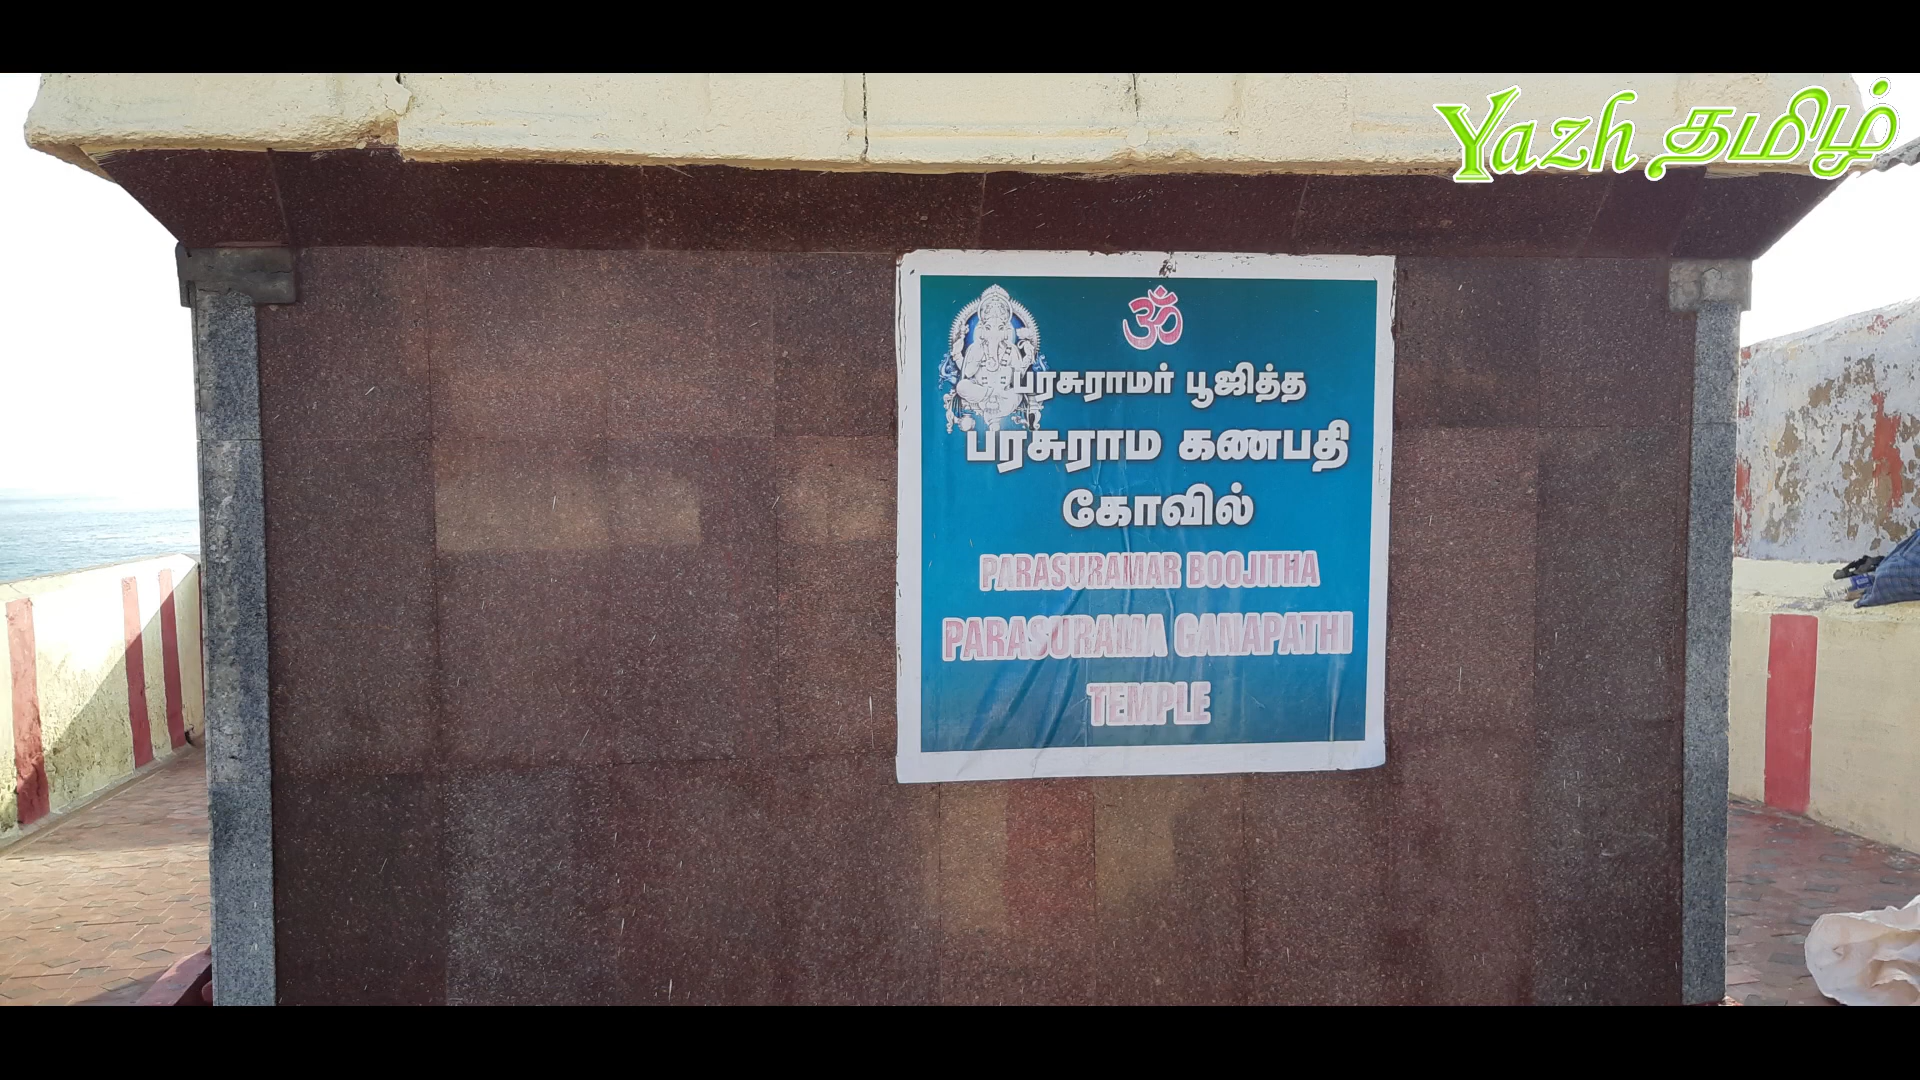 Yazh தமிழ்
ॐ
பரசுராமர் பூஜித்த
பரசுராம கணபதி
கோவில்
PARASURAMAR BOOJITHA
PARASURAMA GANAPATHI
TEMPLE